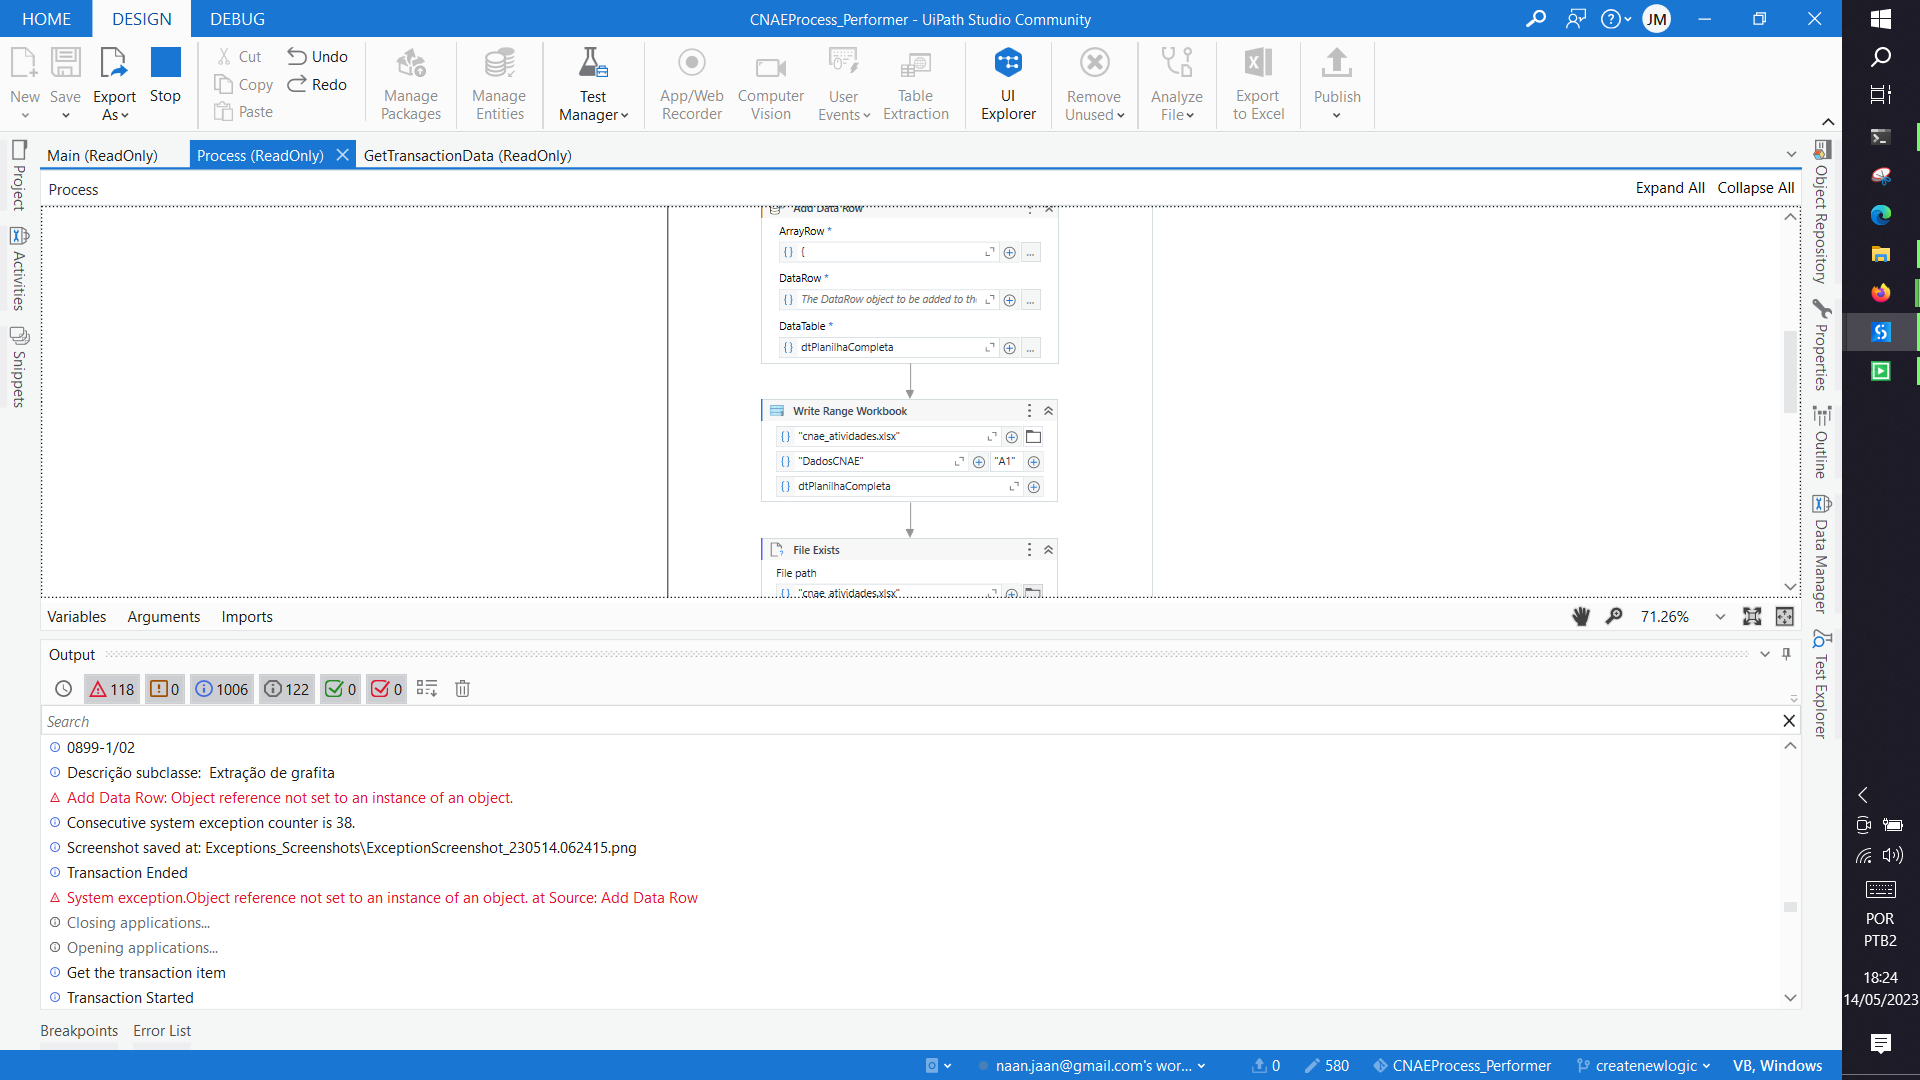 HOME DESIGN DEBUG
CNAEProcess_Performer - UiPath Studio Community
JM
New
Save
Export
As
Stop
Cut
Copy
Paste
Undo
Redo
Manage
Packages
Manage
Entities
Test
Manager
App/Web
Recorder
Computer
Vision
User
Events
Table
Extraction
UI
Explorer
Remove
Unused
Analyze
File
Export
to Excel
Publish
Main (ReadOnly) Process (ReadOnly) GetTransactionData (ReadOnly)
Process
Expand All Collapse All
Project
Activities
Snippets
Add Data Row
ArrayRow *
{
DataRow *
The DataRow object to be added to th
DataTable *
dtPlanilhaCompleta
Write Range Workbook
"cnae_atividades.xlsx"
"DadosCNAE" "A1"
dtPlanilhaCompleta
File Exists
File path
"cnae_atividades.xlsx"
Object Repository
Properties
Outline
Data Manager
Test Explorer
Variables Arguments Imports
71.26%
Output
118 0 1006 122 0 0
Search
0899-1/02
Descrição subclasse:  Extração de grafita
Add Data Row: Object reference not set to an instance of an object.
Consecutive system exception counter is 38.
Screenshot saved at: Exceptions_Screenshots\ExceptionScreenshot_230514.062415.png
Transaction Ended
System exception.Object reference not set to an instance of an object. at Source: Add Data Row
Closing applications...
Opening applications...
Get the transaction item
Transaction Started
Breakpoints Error List
naan.jaan@gmail.com's wor...
0
580
CNAEProcess_Performer
createnewlogic
VB, Windows
POR
PTB2
18:24
14/05/2023